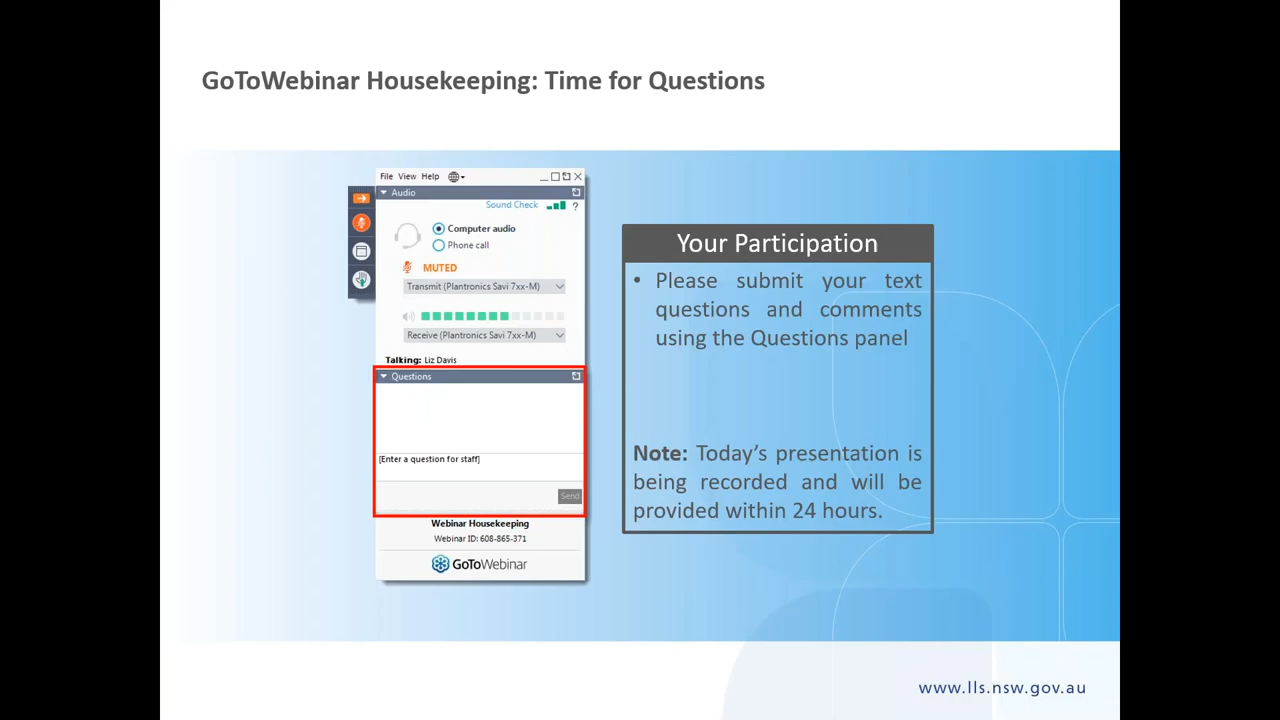 GoToWebinar Housekeeping: Time for Questions
File View Help
Audio
Sound Check ?
Computer audio
Phone call
MUTED
Transmit (Plantronics Savi 7xx-M)
Receive (Plantronics Savi 7xx-M)
Talking: Liz Davis
Questions
[Enter a question for staff]
Send
Webinar Housekeeping
Webinar ID: 608-865-371
GoToWebinar
Your Participation
• Please submit your text
questions and comments
using the Questions panel
Note: Today’s presentation is
being recorded and will be
provided within 24 hours.
www.lls.nsw.gov.au